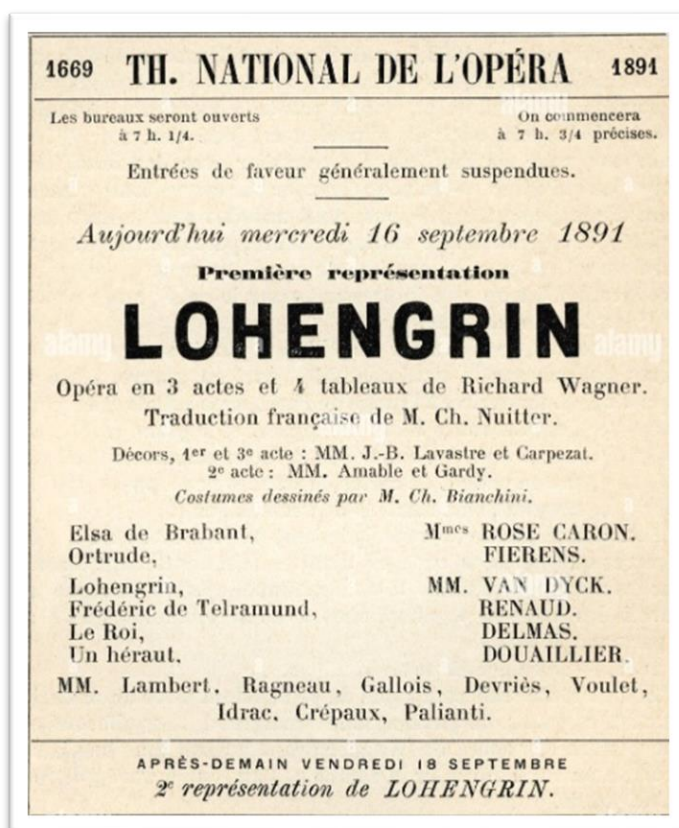 1669 TH. NATIONAL DE L'OPÉRA 1891
Les bureaux seront ouverts
à 7 h. 1/4.
On commencera
à 7 h. 3/4 précises.
Entrées de faveur généralement suspendues.
Aujourd'hui mercredi 16 septembre 1891
Première représentation
LOHENGRIN
alamy alamy
Opéra en 3 actes et 4 tableaux de Richard Wagner.
Traduction française de M. Ch. Nuitter.
Décors, 1er et 3e acte : MM. J.-B. Lavastre et Carpezat.
2e acte : MM. Amable et Gardy.
Costumes dessinés par M. Ch. Bianchini.
Elsa de Brabant, Mmes ROSE CARON.
Ortrude, FIERENS.
Lohengrin, MM. VAN DYCK.
Frédéric de Telramund, RENAUD.
Le Roi, DELMAS.
Un héraut, DOUAILLIER.
MM. Lambert, Ragneau, Gallois, Devriès, Voulet,
Idrac, Crépaux, Palianti.
APRÈS-DEMAIN VENDREDI 18 SEPTEMBRE
2e représentation de LOHENGRIN.